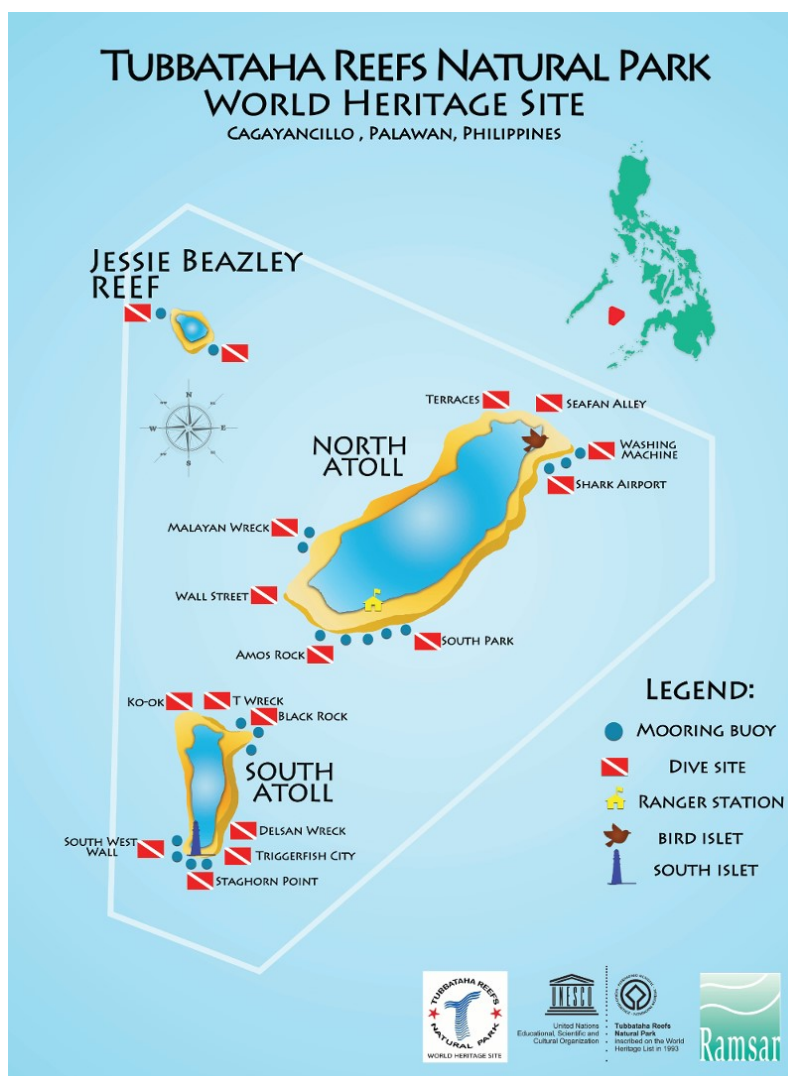 TUBBATAHA REEFS NATURAL PARK
WORLD HERITAGE SITE
CAGAYANCILLO , PALAWAN, PHILIPPINES
JESSIE BEAZLEY
REEF
N
W
E
S
NORTH
ATOLL
TERRACES
SEAFAN ALLEY
WASHING
MACHINE
SHARK AIRPORT
MALAYAN WRECK
WALL STREET
AMOS ROCK
SOUTH PARK
KO-OK
T WRECK
BLACK ROCK
SOUTH
ATOLL
DELSAN WRECK
SOUTH WEST
WALL
TRIGGERFISH CITY
STAGHORN POINT
LEGEND:
MOORING BUOY
DIVE SITE
RANGER STATION
BIRD ISLET
SOUTH ISLET
TUBBATAHA REEFS
NATURAL PARK
WORLD HERITAGE SITE
UNESCO
United Nations
Educational, Scientific and
Cultural Organization
Tubbataha Reefs
Natural Park
inscribed on the World
Heritage List in 1993
Ramsar